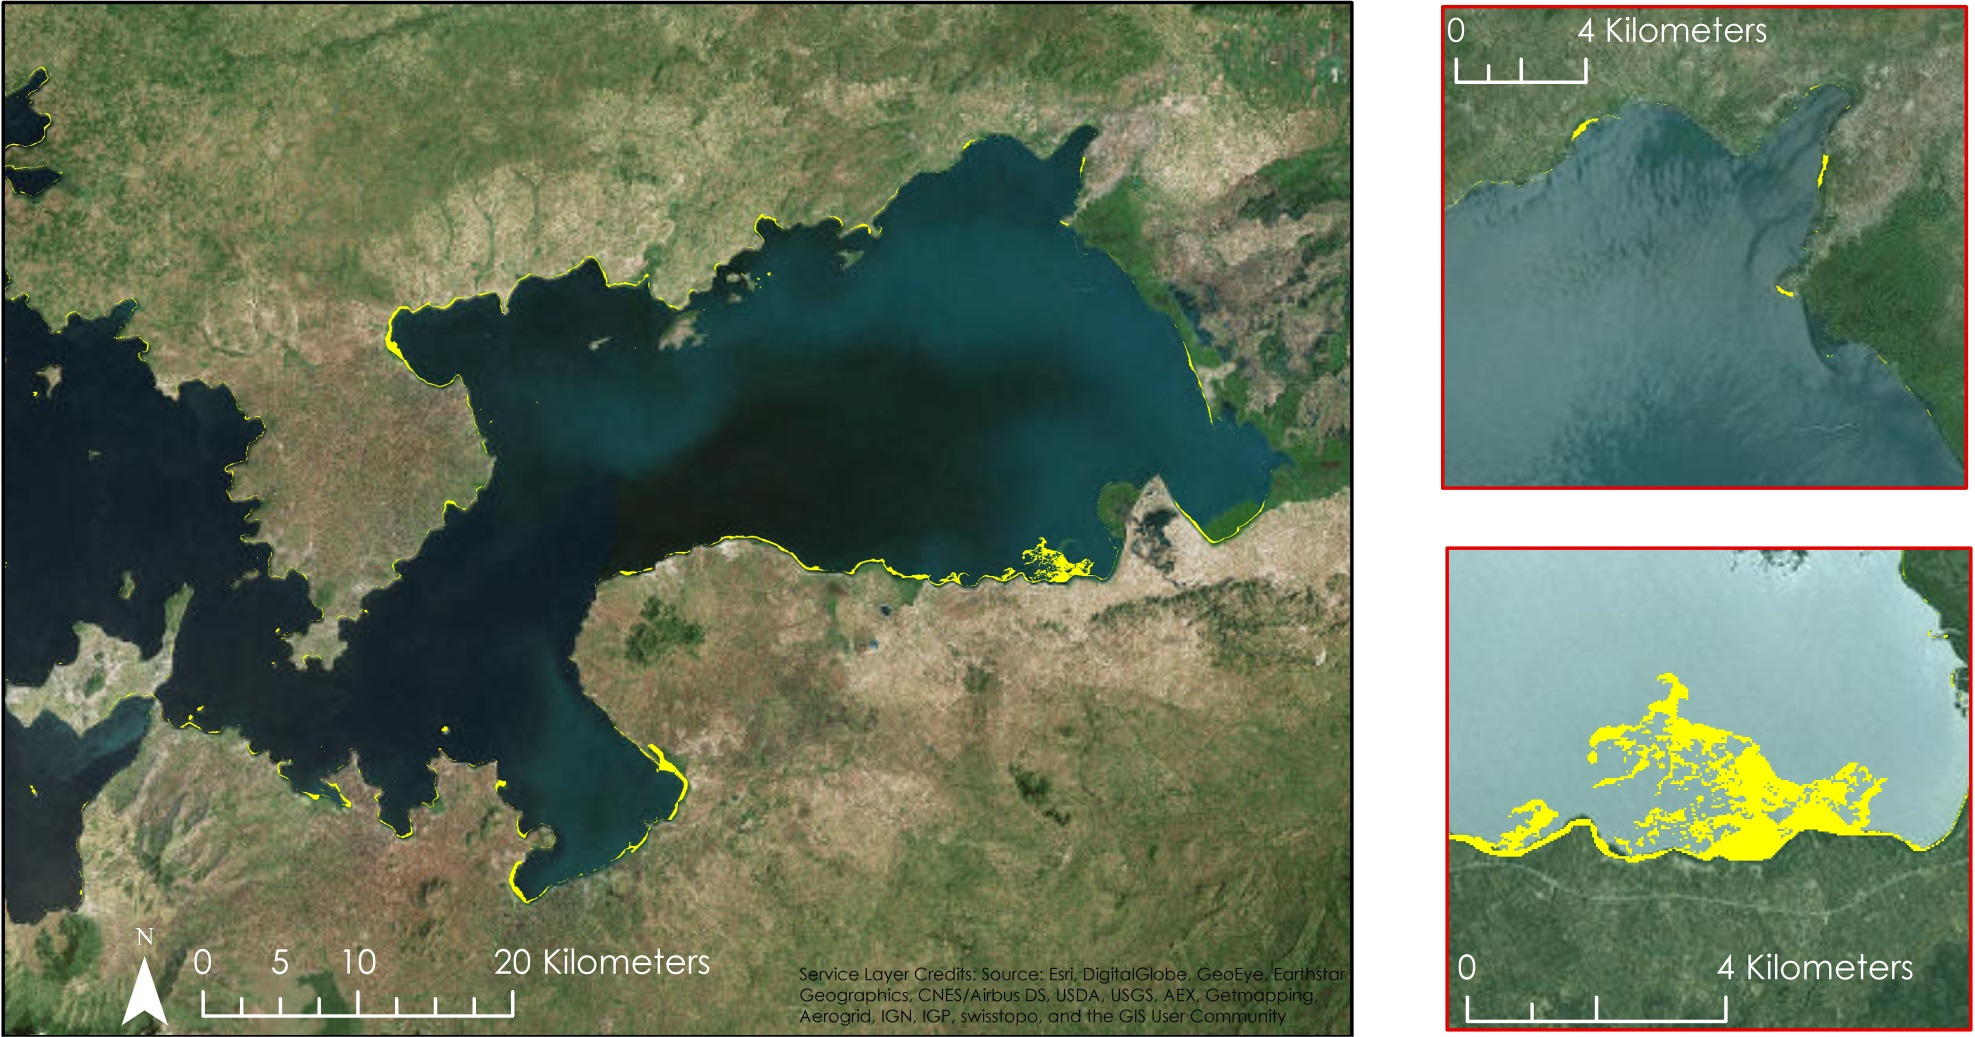 0 4 Kilometers
N
0 5 10 20 Kilometers
Service Layer Credits: Source: Esri, DigitalGlobe, GeoEye, Earthstar
Geographics, CNES/Airbus DS, USDA, USGS, AEX, Getmapping,
Aerogrid, IGN, IGP, swisstopo, and the GIS User Community
0 4 Kilometers